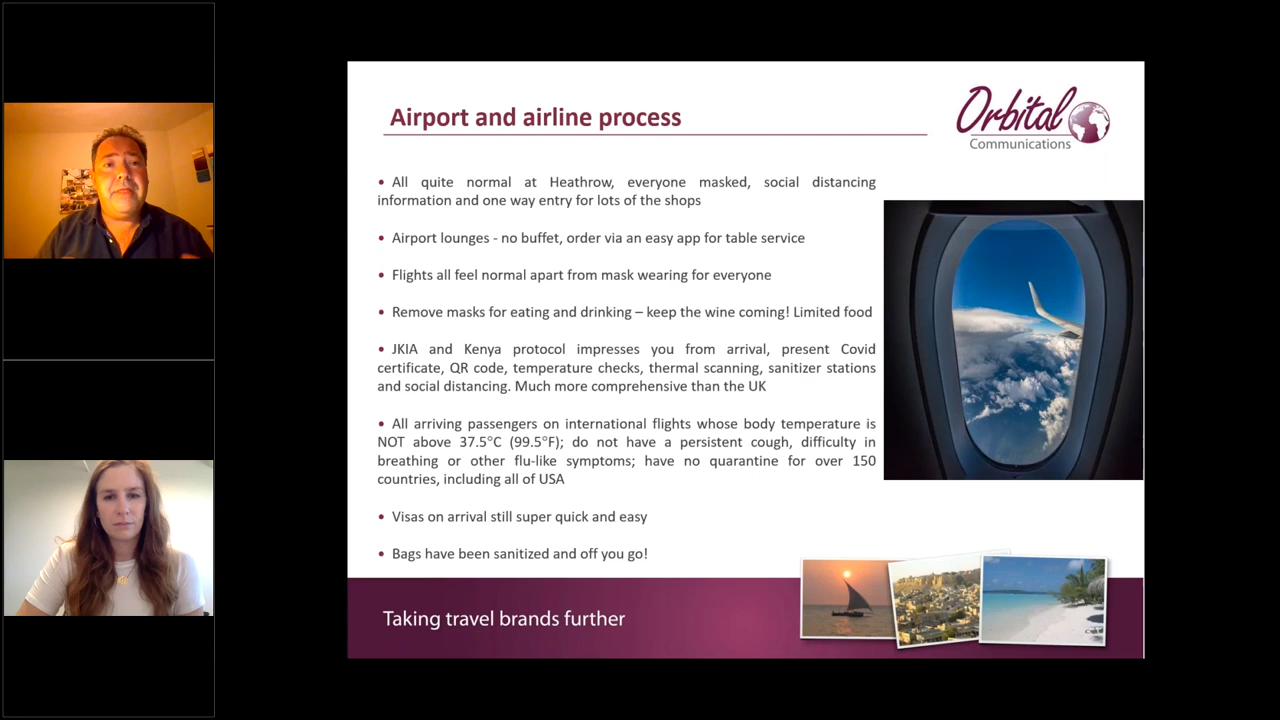 Airport and airline process
Orbital
Communications
• All quite normal at Heathrow, everyone masked, social distancing
information and one way entry for lots of the shops
• Airport lounges - no buffet, order via an easy app for table service
• Flights all feel normal apart from mask wearing for everyone
• Remove masks for eating and drinking – keep the wine coming! Limited food
• JKIA and Kenya protocol impresses you from arrival, present Covid
certificate, QR code, temperature checks, thermal scanning, sanitizer stations
and social distancing. Much more comprehensive than the UK
• All arriving passengers on international flights whose body temperature is
NOT above 37.5°C (99.5°F); do not have a persistent cough, difficulty in
breathing or other flu-like symptoms; have no quarantine for over 150
countries, including all of USA
• Visas on arrival still super quick and easy
• Bags have been sanitized and off you go!
Taking travel brands further